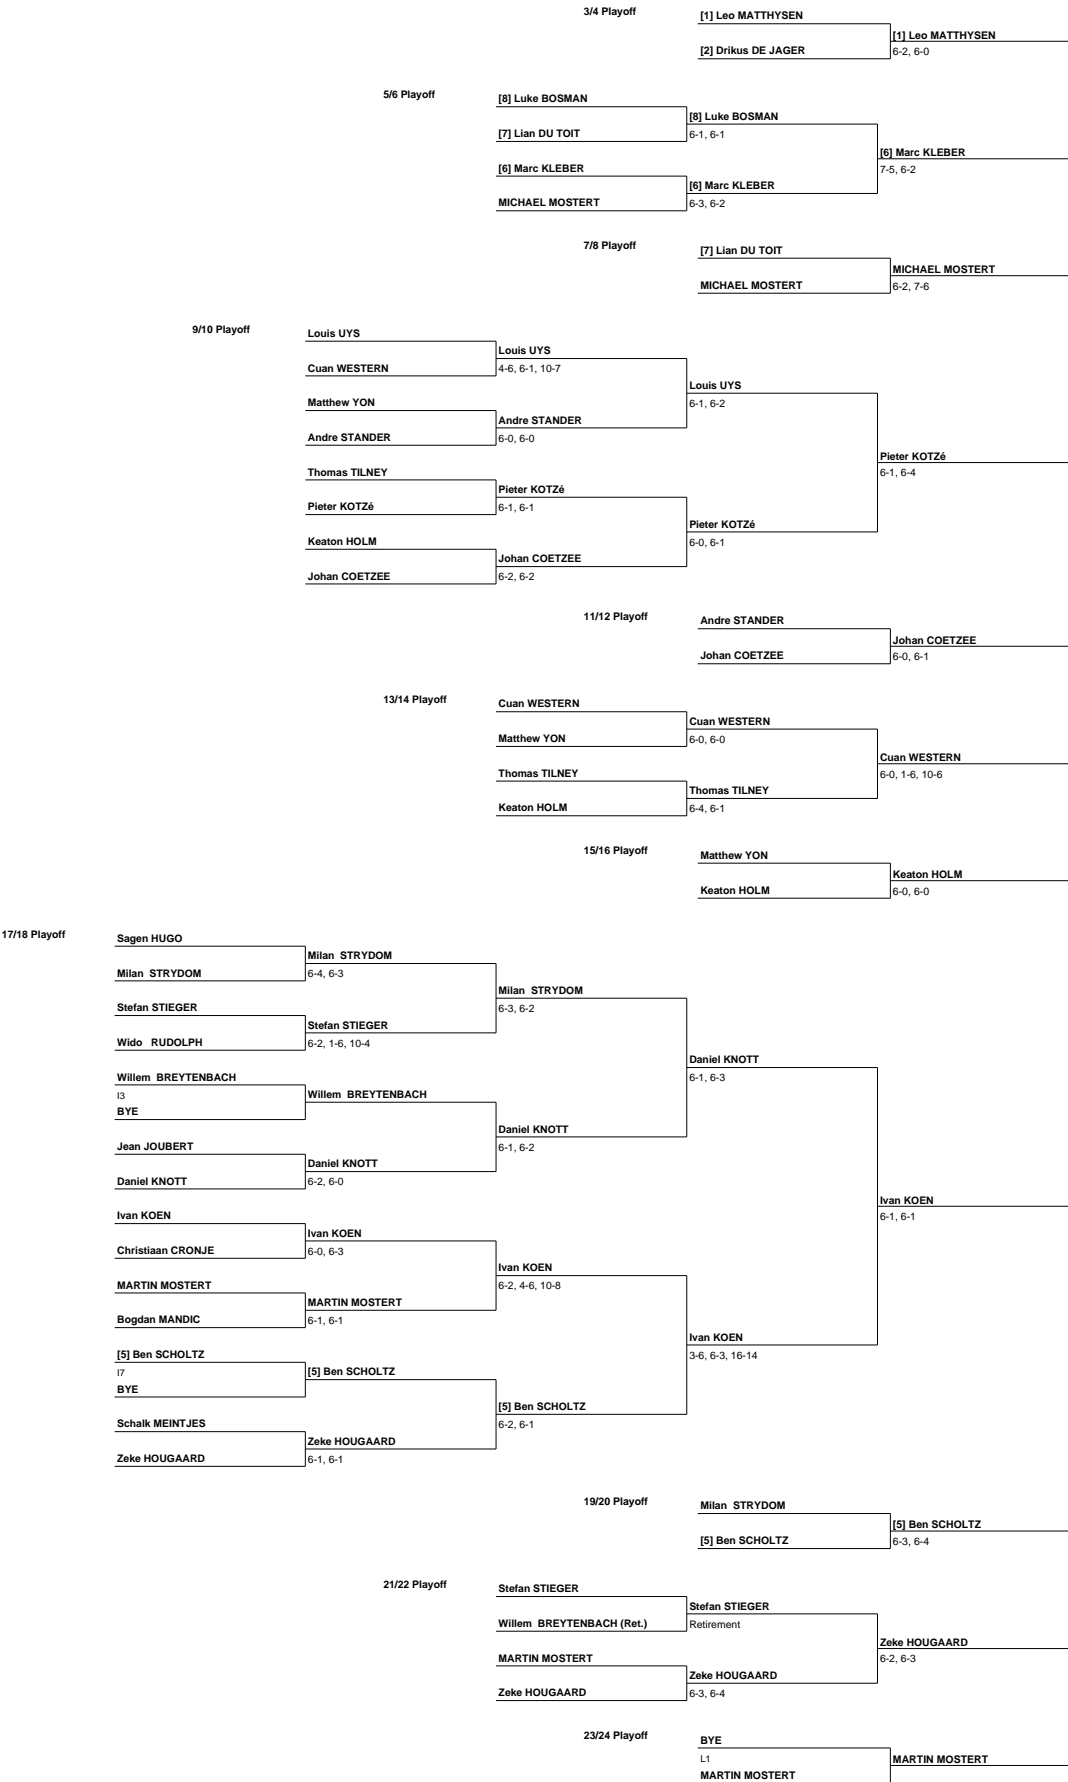 3/4 Playoff
[1] Leo MATTHYSEN
[1] Leo MATTHYSEN
[2] Drikus DE JAGER
6-2, 6-0
5/6 Playoff
[8] Luke BOSMAN
[8] Luke BOSMAN
[7] Lian DU TOIT
6-1, 6-1
[6] Marc KLEBER
7-5, 6-2
[6] Marc KLEBER
[6] Marc KLEBER
MICHAEL MOSTERT
6-3, 6-2
7/8 Playoff
[7] Lian DU TOIT
MICHAEL MOSTERT
MICHAEL MOSTERT
6-2, 7-6
9/10 Playoff
Louis UYS
Louis UYS
Cuan WESTERN
4-6, 6-1, 10-7
Louis UYS
6-1, 6-2
Matthew YON
Andre STANDER
Andre STANDER
6-0, 6-0
Pieter KOTZé
6-1, 6-4
Thomas TILNEY
Pieter KOTZé
Pieter KOTZé
6-1, 6-1
Pieter KOTZé
6-0, 6-1
Keaton HOLM
Johan COETZEE
Johan COETZEE
6-2, 6-2
11/12 Playoff
Andre STANDER
Johan COETZEE
Johan COETZEE
6-0, 6-1
13/14 Playoff
Cuan WESTERN
Cuan WESTERN
Matthew YON
6-0, 6-0
Cuan WESTERN
6-0, 1-6, 10-6
Thomas TILNEY
Thomas TILNEY
Keaton HOLM
6-4, 6-1
15/16 Playoff
Matthew YON
Keaton HOLM
Keaton HOLM
6-0, 6-0
17/18 Playoff
Sagen HUGO
Milan  STRYDOM
Milan  STRYDOM
6-4, 6-3
Milan  STRYDOM
6-3, 6-2
Stefan STIEGER
Stefan STIEGER
Wido   RUDOLPH
6-2, 1-6, 10-4
Daniel KNOTT
6-1, 6-3
Willem  BREYTENBACH
I3
Willem  BREYTENBACH
BYE
Daniel KNOTT
6-1, 6-2
Jean JOUBERT
Daniel KNOTT
Daniel KNOTT
6-2, 6-0
Ivan KOEN
6-1, 6-1
Ivan KOEN
Ivan KOEN
Christiaan CRONJE
6-0, 6-3
Ivan KOEN
6-2, 4-6, 10-8
MARTIN MOSTERT
MARTIN MOSTERT
Bogdan MANDIC
6-1, 6-1
Ivan KOEN
3-6, 6-3, 16-14
[5] Ben SCHOLTZ
I7
[5] Ben SCHOLTZ
BYE
[5] Ben SCHOLTZ
6-2, 6-1
Schalk MEINTJES
Zeke HOUGAARD
Zeke HOUGAARD
6-1, 6-1
19/20 Playoff
Milan  STRYDOM
[5] Ben SCHOLTZ
[5] Ben SCHOLTZ
6-3, 6-4
21/22 Playoff
Stefan STIEGER
Stefan STIEGER
Willem  BREYTENBACH (Ret.)
Retirement
Zeke HOUGAARD
6-2, 6-3
MARTIN MOSTERT
Zeke HOUGAARD
Zeke HOUGAARD
6-3, 6-4
23/24 Playoff
BYE
L1
MARTIN MOSTERT
MARTIN MOSTERT